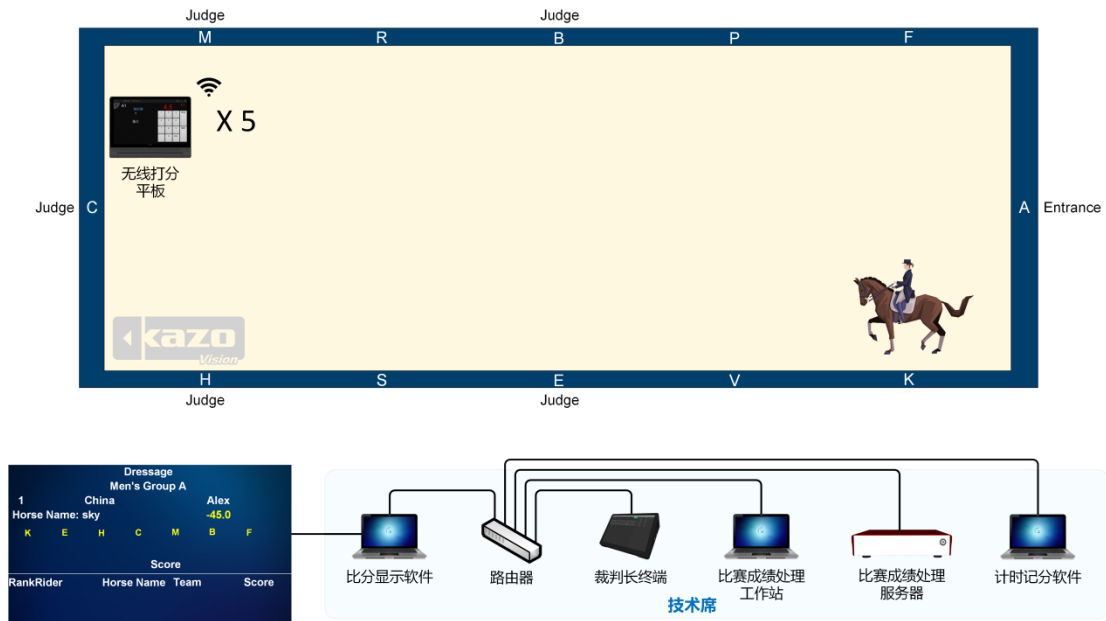 Judge Judge
M R B P F
X 5
无线打分
平板
Judge C A Entrance
kazo
Vision
H S E V K
Judge Judge
Dressage
Men's Group A
1 China Alex
Horse Name: sky -45.0
K E H C M B F
Score
RankRider Horse Name Team Score
比分显示软件
路由器
裁判长终端
比赛成绩处理
工作站
比赛成绩处理
服务器
计时记分软件
技术席